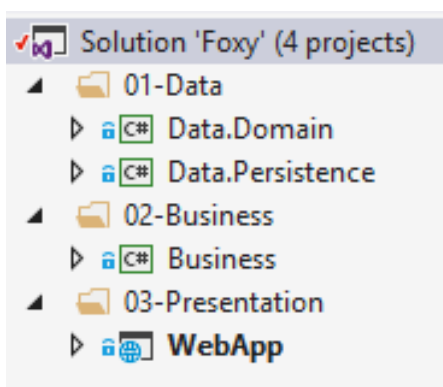 Solution 'Foxy' (4 projects)
01-Data
C# Data.Domain
C# Data.Persistence
02-Business
C# Business
03-Presentation
WebApp